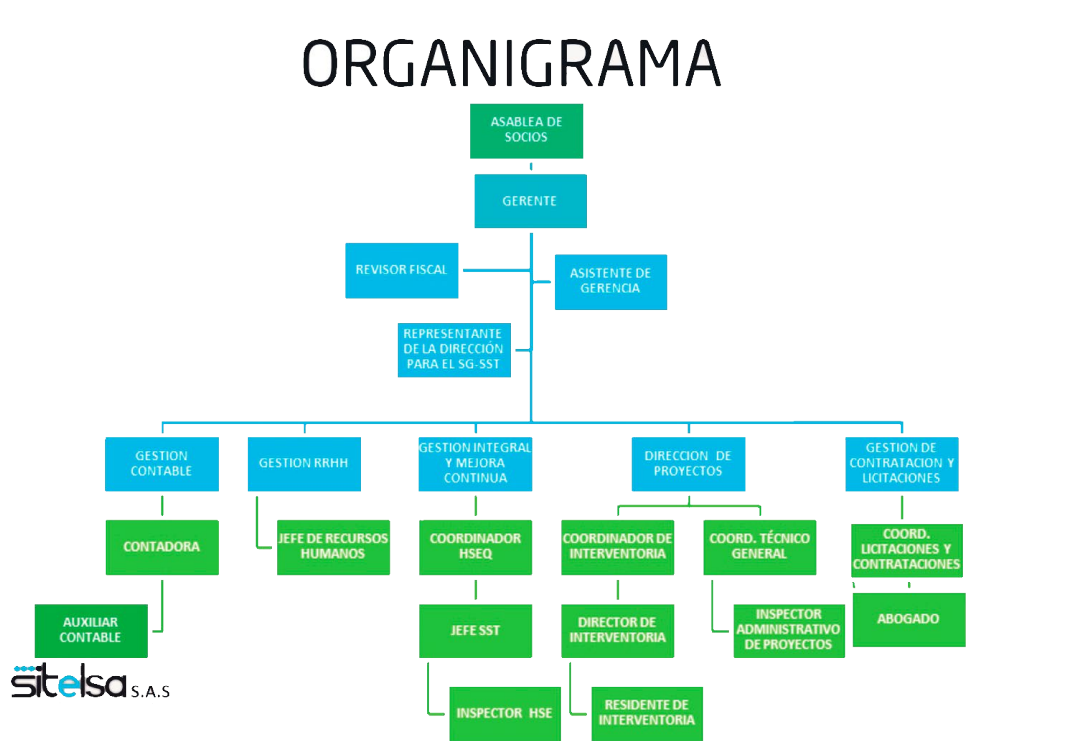 ORGANIGRAMA
ASABLEA DE
SOCIOS
GERENTE
REVISOR FISCAL
ASISTENTE DE
GERENCIA
REPRESENTANTE
DE LA DIRECCIÓN
PARA EL SG-SST
GESTION
CONTABLE
GESTION RRHH
GESTION INTEGRAL
Y MEJORA
CONTINUA
DIRECCION DE
PROYECTOS
GESTION DE
CONTRATACION Y
LICITACIONES
CONTADORA
JEFE DE RECURSOS
HUMANOS
COORDINADOR
HSEQ
COORDINADOR DE
INTERVENTORIA
COORD. TÉCNICO
GENERAL
COORD.
LICITACIONES Y
CONTRATACIONES
AUXILIAR
CONTABLE
JEFE SST
DIRECTOR DE
INTERVENTORIA
INSPECTOR
ADMINISTRATIVO
DE PROYECTOS
ABOGADO
sitelsa S.A.S
INSPECTOR HSE
RESIDENTE DE
INTERVENTORIA